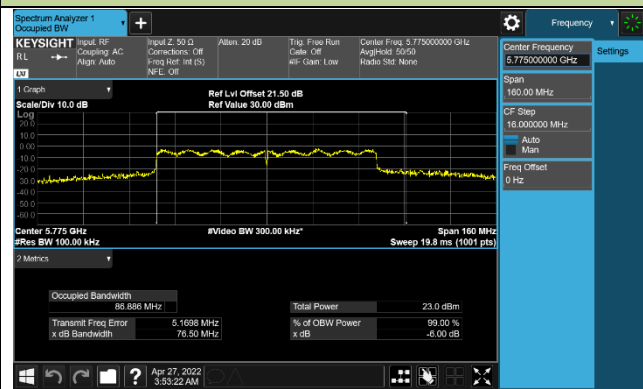 Spectrum Analyzer 1
Occupied BW
Frequency
KEYSIGHT
RL
LXI
Input: RF
Coupling: AC
Align: Auto
Input Z: 50 Ω
Corrections: Off
Freq Ref: Int (S)
NFE: Off
Atten: 20 dB
Trig: Free Run
Gate: Off
#IF Gain: Low
Center Freq: 5.775000000 GHz
Avg|Hold: 50/50
Radio Std: None
Center Frequency
5.775000000 GHz
Settings
Span
160.00 MHz
CF Step
16.000000 MHz
Auto
Man
Freq Offset
0 Hz
1 Graph
Scale/Div 10.0 dB
Ref Lvl Offset 21.50 dB
Ref Value 30.00 dBm
Log
20.0
10.0
0.00
-10.0
-20.0
-30.0
-40.0
-50.0
-60.0
Center 5.775 GHz
#Res BW 100.00 kHz
#Video BW 300.00 kHz*
Span 160 MHz
Sweep 19.8 ms (1001 pts)
2 Metrics
Occupied Bandwidth
86.886 MHz
Total Power 23.0 dBm
Transmit Freq Error 5.1698 MHz
% of OBW Power 99.00 %
x dB Bandwidth 76.50 MHz
x dB -6.00 dB
Apr 27, 2022
3:53:22 AM